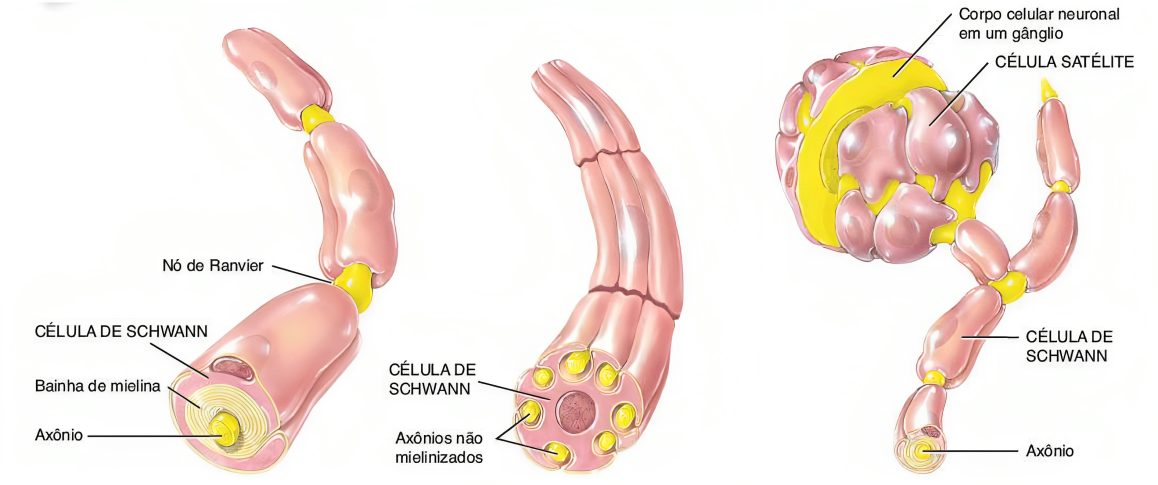 Nó de Ranvier
CÉLULA DE SCHWANN
Bainha de mielina
Axônio
CÉLULA DE
SCHWANN
Axônios não
mielinizados
Corpo celular neuronal
em um gânglio
CÉLULA SATÉLITE
CÉLULA DE
SCHWANN
Axônio